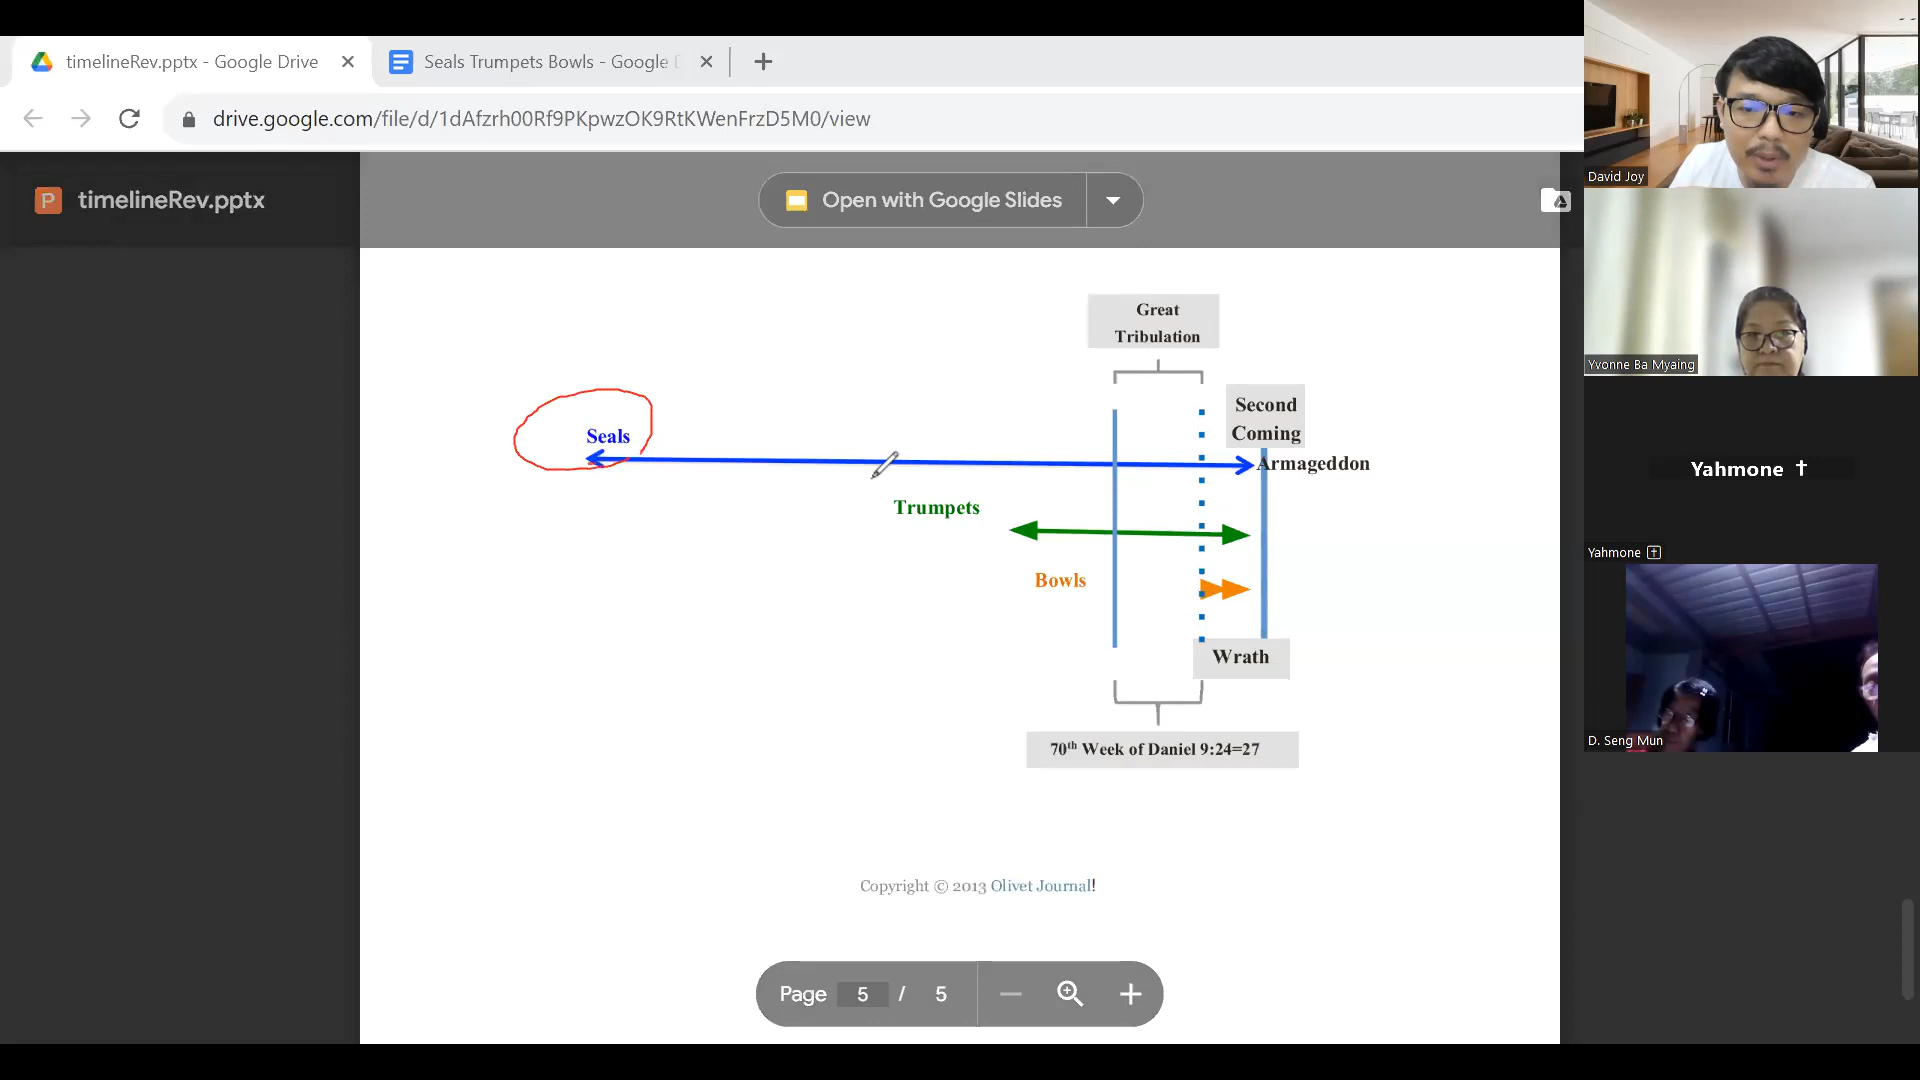 timelineRev.pptx - Google Drive
Seals Trumpets Bowls - Google
drive.google.com/file/d/1dAfzrh00Rf9PKpwzOK9RtKWenFrzD5M0/view
P timelineRev.pptx
Open with Google Slides
Great
Tribulation
Second
Coming
Seals
Armageddon
Trumpets
Bowls
Wrath
70th Week of Daniel 9:24=27
Copyright © 2013 Olivet Journal!
Page 5 / 5
David Joy
Yvonne Ba Myaing
Yahmone ✝
Yahmone ✝
D. Seng Mun